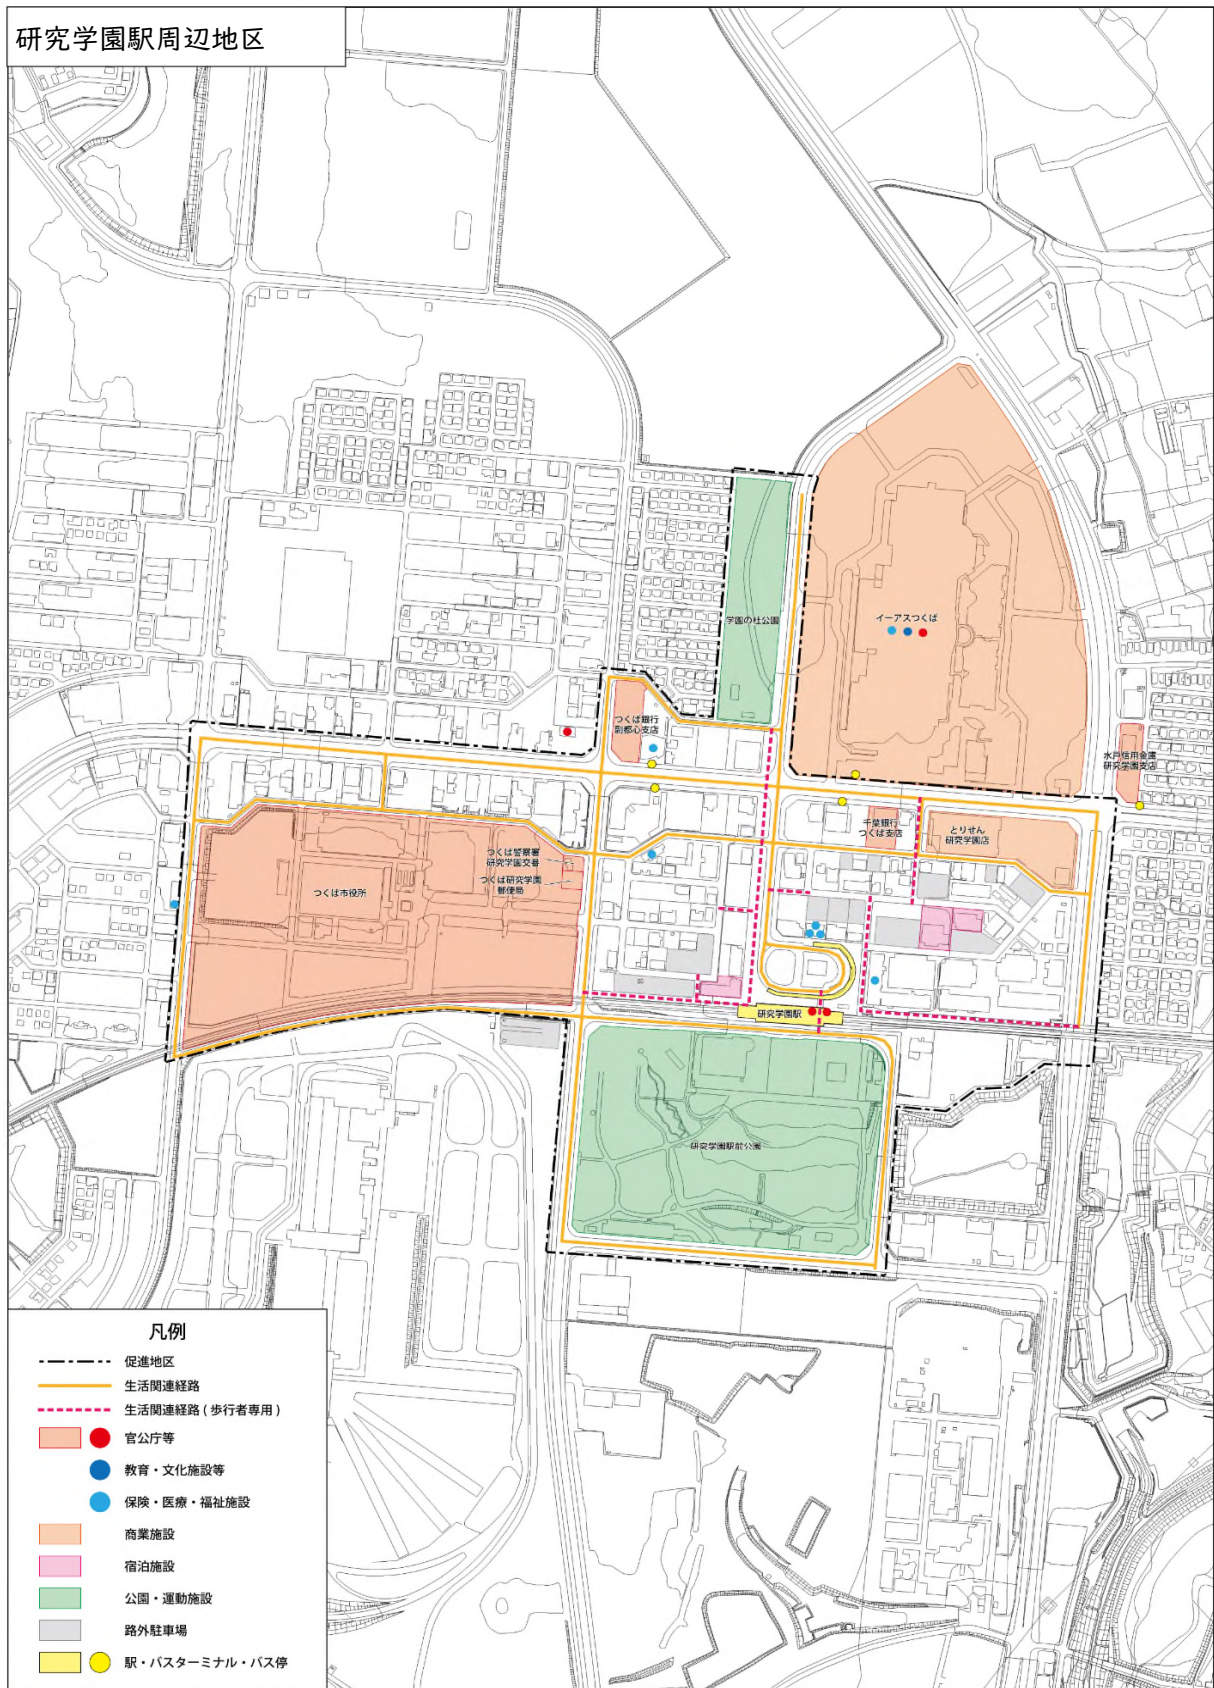 研究学園駅周辺地区
学園の杜公園
イーアスつくば
つくば銀行
副都心支店
水戸信用金庫
研究学園支店
千葉銀行
つくば支店
とりせん
研究学園店
つくば警察署
研究学園交番
つくば研究学園
郵便局
つくば市役所
研究学園駅
研究学園駅前公園
凡例
促進地区
生活関連経路
生活関連経路(歩行者専用)
官公庁等
教育・文化施設等
保険・医療・福祉施設
商業施設
宿泊施設
公園・運動施設
路外駐車場
駅・バスターミナル・バス停